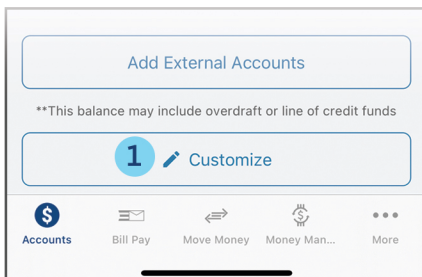 Add External Accounts
**This balance may include overdraft or line of credit funds
1 Customize
Accounts Bill Pay Move Money Money Man... More